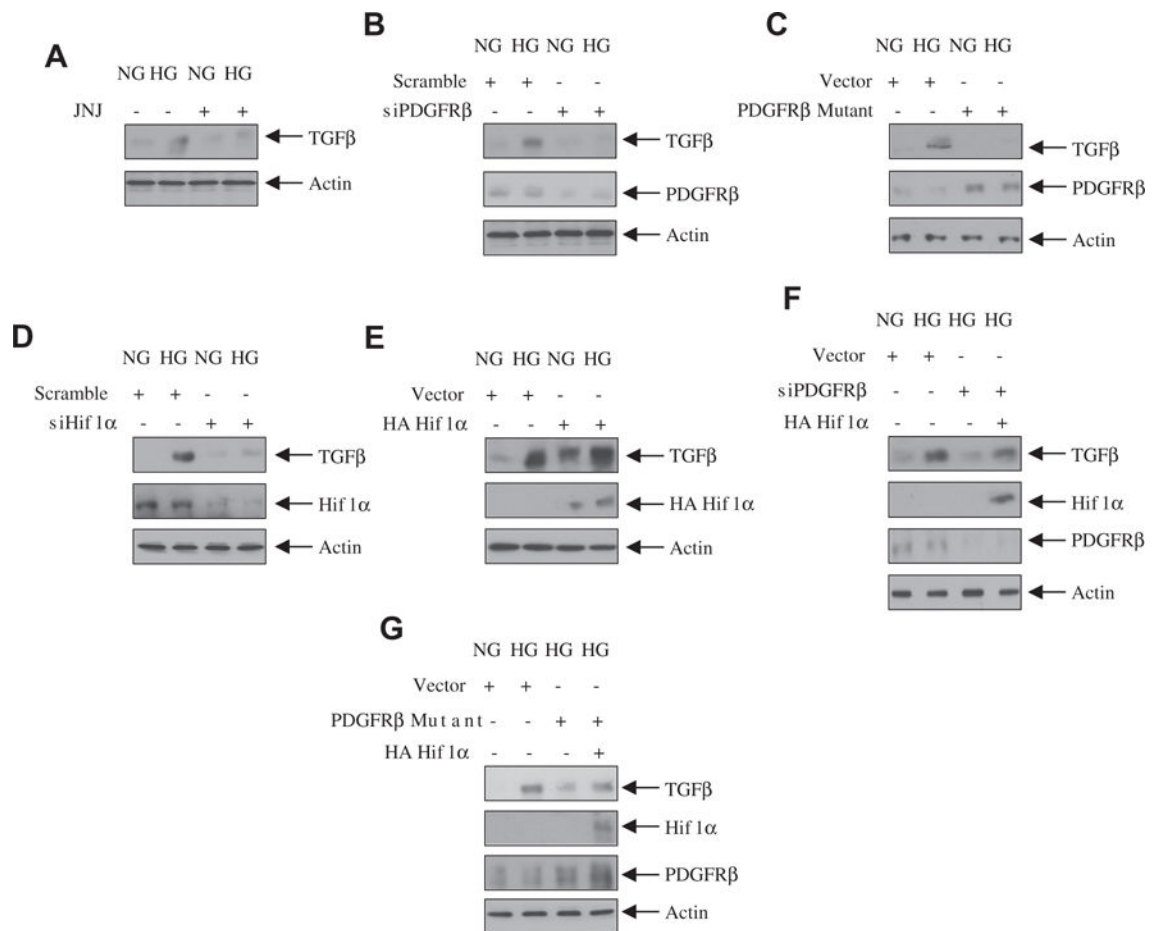 A
NG HG NG HG
JNJ - - + +
TGFβ
Actin
B
NG HG NG HG
Scramble + + - -
siPDGFRβ - - + +
TGFβ
PDGFRβ
Actin
C
NG HG NG HG
Vector + + - -
PDGFRβ Mutant - - + +
TGFβ
PDGFRβ
Actin
D
NG HG NG HG
Scramble + + - -
siHif 1α - - + +
TGFβ
Hif 1α
Actin
E
NG HG NG HG
Vector + + - -
HA Hif 1α - - + +
TGFβ
HA Hif 1α
Actin
F
NG HG HG HG
Vector + + - -
siPDGFRβ - - + +
HA Hif 1α - - - +
TGFβ
Hif 1α
PDGFRβ
Actin
G
NG HG HG HG
Vector + + - -
PDGFRβ Mutant - - + +
HA Hif 1α - - - +
TGFβ
Hif 1α
PDGFRβ
Actin